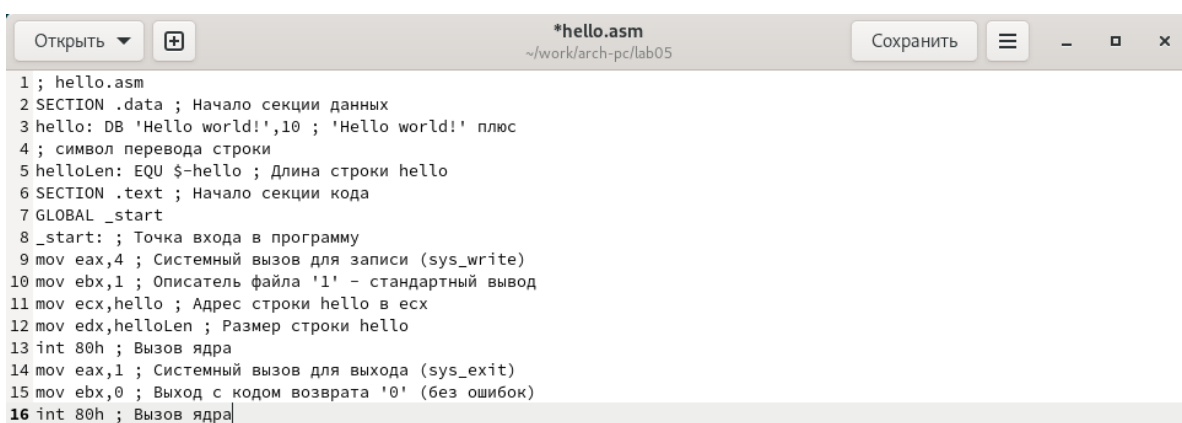 Открыть
*hello.asm
~/work/arch-pc/lab05
Сохранить
1 ; hello.asm
2 SECTION .data ; Начало секции данных
3 hello: DB 'Hello world!',10 ; 'Hello world!' плюс
4 ; символ перевода строки
5 helloLen: EQU $-hello ; Длина строки hello
6 SECTION .text ; Начало секции кода
7 GLOBAL _start
8 _start: ; Точка входа в программу
9 mov eax,4 ; Системный вызов для записи (sys_write)
10 mov ebx,1 ; Описатель файла '1' - стандартный вывод
11 mov ecx,hello ; Адрес строки hello в ecx
12 mov edx,helloLen ; Размер строки hello
13 int 80h ; Вызов ядра
14 mov eax,1 ; Системный вызов для выхода (sys_exit)
15 mov ebx,0 ; Выход с кодом возврата '0' (без ошибок)
16 int 80h ; Вызов ядра